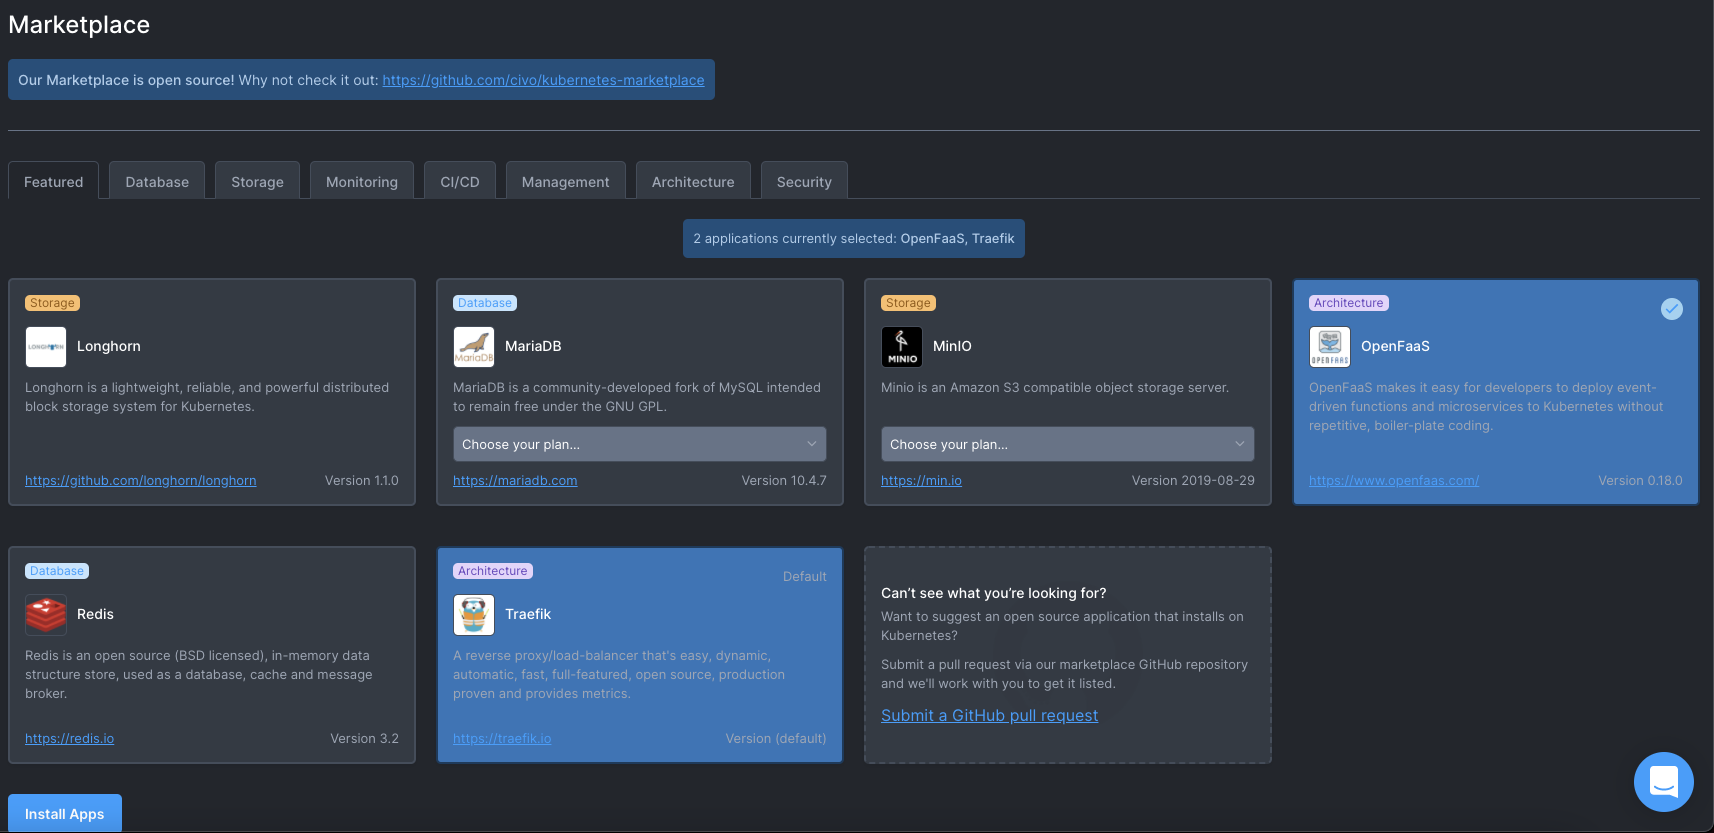 Marketplace
Our Marketplace is open source! Why not check it out: https://github.com/civo/kubernetes-marketplace
Featured
Database
Storage
Monitoring
CI/CD
Management
Architecture
Security
2 applications currently selected: OpenFaaS, Traefik
Storage
LONGHORN
Longhorn
Longhorn is a lightweight, reliable, and powerful distributed
block storage system for Kubernetes.
https://github.com/longhorn/longhorn
Version 1.1.0
Database
MariaDB
MariaDB
MariaDB is a community-developed fork of MySQL intended
to remain free under the GNU GPL.
Choose your plan...
https://mariadb.com
Version 10.4.7
Storage
MINIO
MinIO
Minio is an Amazon S3 compatible object storage server.
Choose your plan...
https://min.io
Version 2019-08-29
Architecture
OPENFAAS
OpenFaaS
OpenFaaS makes it easy for developers to deploy event-
driven functions and microservices to Kubernetes without
repetitive, boiler-plate coding.
https://www.openfaas.com/
Version 0.18.0
Database
Redis
Redis is an open source (BSD licensed), in-memory data
structure store, used as a database, cache and message
broker.
https://redis.io
Version 3.2
Architecture
Default
Traefik
A reverse proxy/load-balancer that's easy, dynamic,
automatic, fast, full-featured, open source, production
proven and provides metrics.
https://traefik.io
Version (default)
Can't see what you're looking for?
Want to suggest an open source application that installs on
Kubernetes?
Submit a pull request via our marketplace GitHub repository
and we'll work with you to get it listed.
Submit a GitHub pull request
Install Apps